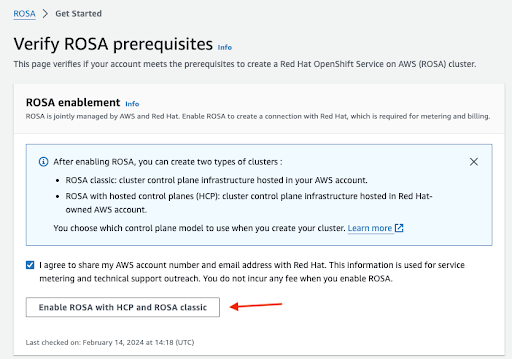 ROSA > Get Started
Verify ROSA prerequisites Info
This page verifies if your account meets the prerequisites to create a Red Hat OpenShift Service on AWS (ROSA) cluster.
ROSA enablement Info
ROSA is jointly managed by AWS and Red Hat. Enable ROSA to create a connection with Red Hat, which is required for metering and billing.
After enabling ROSA, you can create two types of clusters :
• ROSA classic: cluster control plane infrastructure hosted in your AWS account.
• ROSA with hosted control planes (HCP): cluster control plane infrastructure hosted in Red Hat-
owned AWS account.
You choose which control plane model to use when you create your cluster. Learn more
I agree to share my AWS account number and email address with Red Hat. This information is used for service
metering and technical support outreach. You do not incur any fee when you enable ROSA.
Enable ROSA with HCP and ROSA classic
Last checked on: February 14, 2024 at 14:18 (UTC)